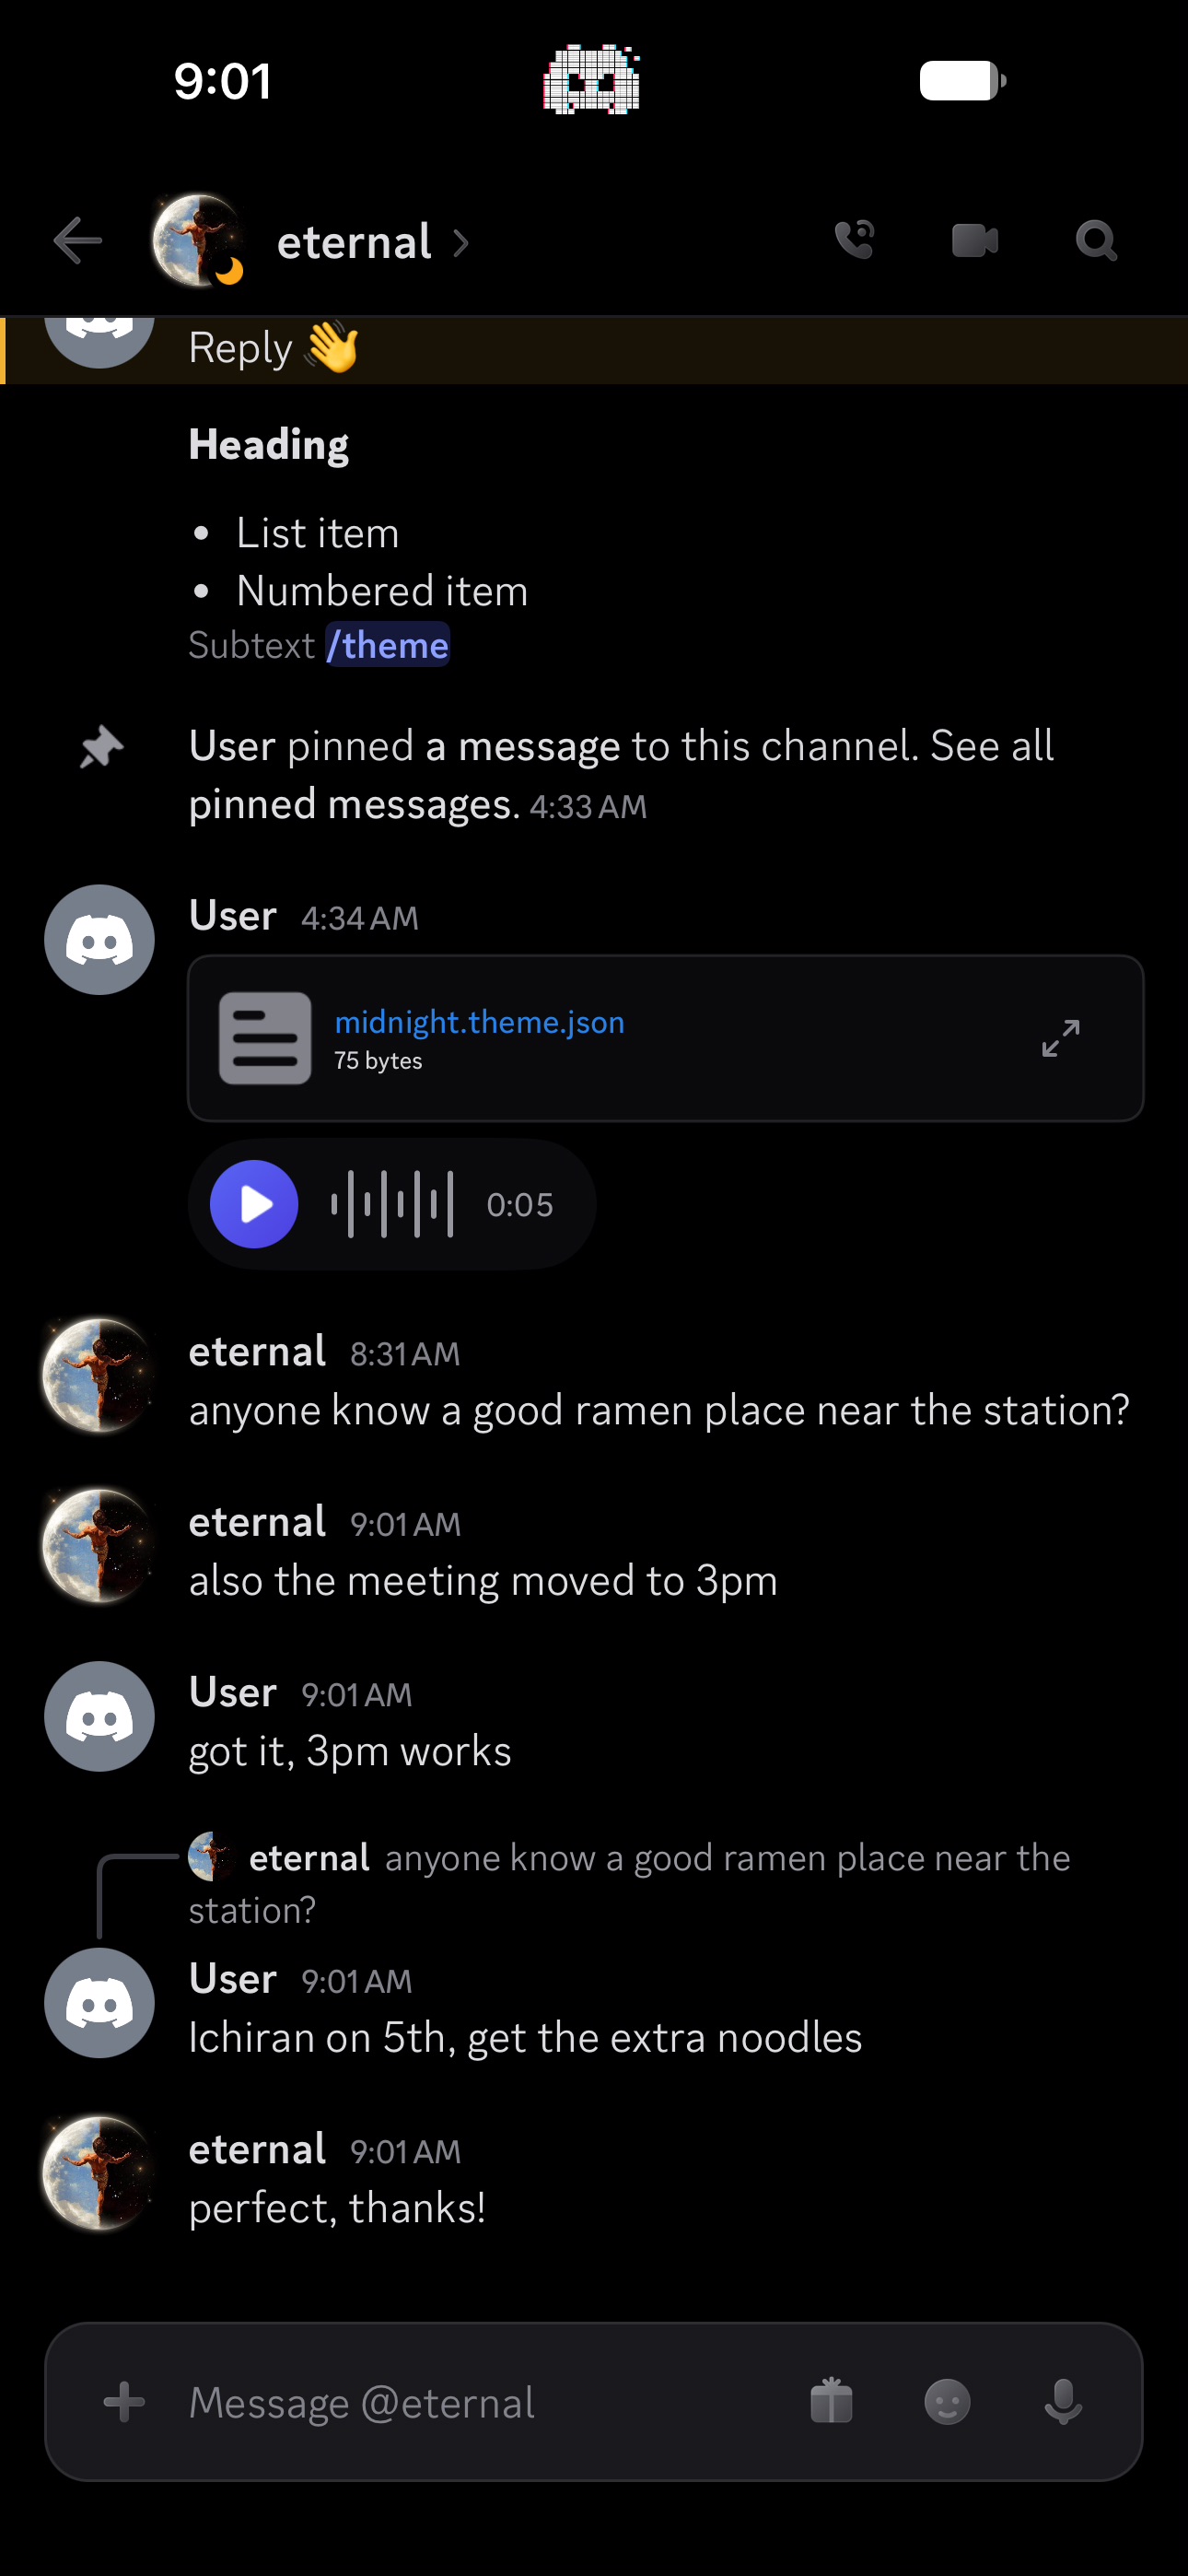 9:01
eternal
Reply 👋
Heading
• List item
• Numbered item
Subtext /theme
User pinned a message to this channel. See all
pinned messages. 4:33 AM
User 4:34 AM
midnight.theme.json
75 bytes
0:05
eternal 8:31 AM
anyone know a good ramen place near the station?
eternal 9:01 AM
also the meeting moved to 3pm
User 9:01 AM
got it, 3pm works
eternal anyone know a good ramen place near the
station?
User 9:01 AM
Ichiran on 5th, get the extra noodles
eternal 9:01 AM
perfect, thanks!
Message @eternal